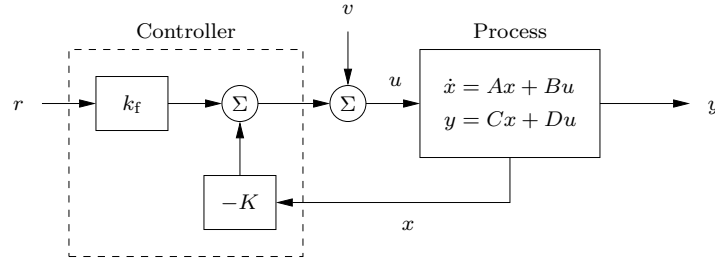 v
Controller
Process
r
k_f
Σ
Σ
u
ẋ = Ax + Bu
y = Cx + Du
y
−K
x